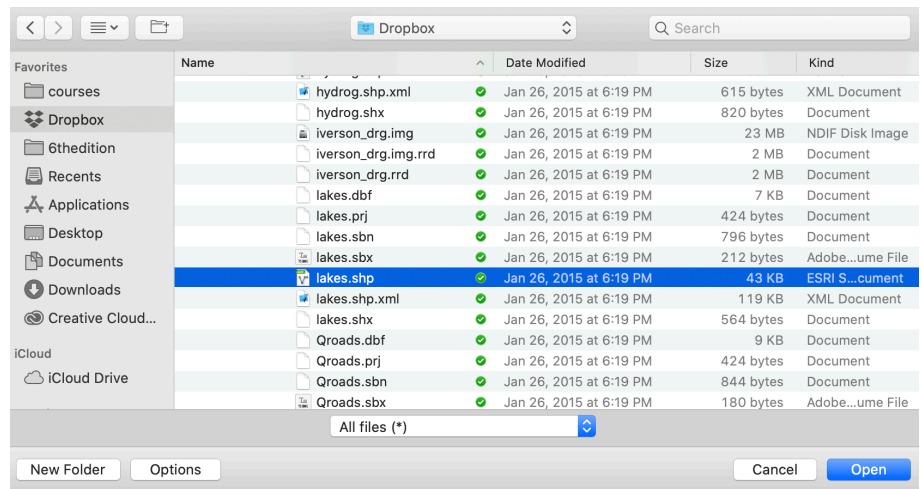 Dropbox
Search
Favorites
courses
Dropbox
6thedition
Recents
Applications
Desktop
Documents
Downloads
Creative Cloud...
iCloud
iCloud Drive
Name Date Modified Size Kind
hydrog.shp.xml Jan 26, 2015 at 6:19 PM 615 bytes XML Document
hydrog.shx Jan 26, 2015 at 6:19 PM 820 bytes Document
iverson_drg.img Jan 26, 2015 at 6:19 PM 23 MB NDIF Disk Image
iverson_drg.img.rrd Jan 26, 2015 at 6:19 PM 2 MB Document
iverson_drg.rrd Jan 26, 2015 at 6:19 PM 2 MB Document
lakes.dbf Jan 26, 2015 at 6:19 PM 7 KB Document
lakes.prj Jan 26, 2015 at 6:19 PM 424 bytes Document
lakes.sbn Jan 26, 2015 at 6:19 PM 796 bytes Document
lakes.sbx Jan 26, 2015 at 6:19 PM 212 bytes Adobe...ume File
lakes.shp Jan 26, 2015 at 6:19 PM 43 KB ESRI S...cument
lakes.shp.xml Jan 26, 2015 at 6:19 PM 119 KB XML Document
lakes.shx Jan 26, 2015 at 6:19 PM 564 bytes Document
Qroads.dbf Jan 26, 2015 at 6:19 PM 9 KB Document
Qroads.prj Jan 26, 2015 at 6:19 PM 424 bytes Document
Qroads.sbn Jan 26, 2015 at 6:19 PM 844 bytes Document
Qroads.sbx Jan 26, 2015 at 6:19 PM 180 bytes Adobe...ume File
All files (*)
New Folder
Options
Cancel
Open